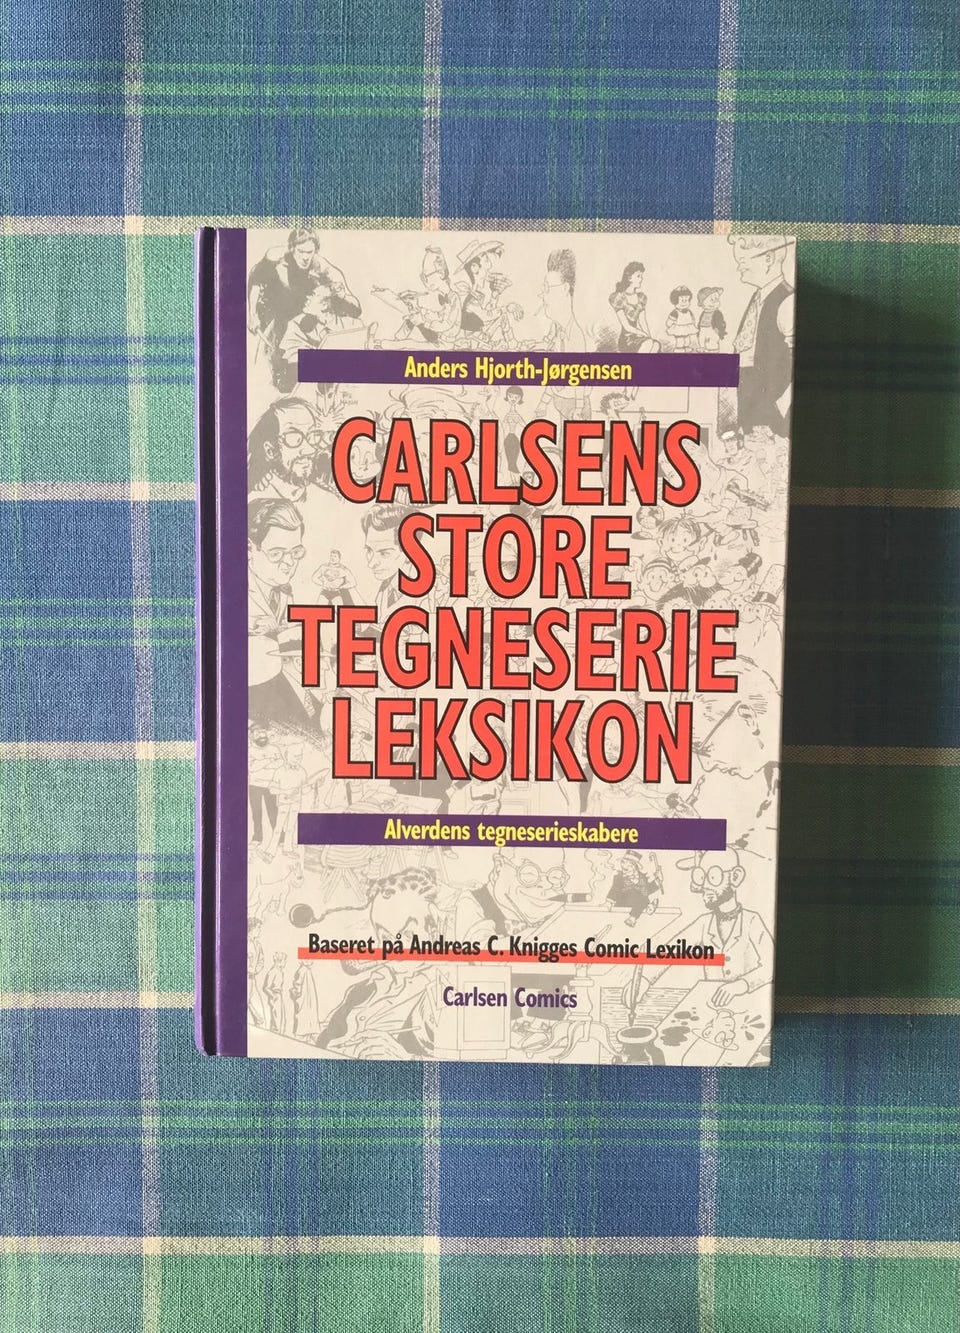 Anders Hjorth-Jørgensen
CARLSENS
STORE
TEGNESERIE
LEKSIKON
Alverdens tegneserieskabere
Baseret på Andreas C. Knigges Comic Lexikon
Carlsen Comics